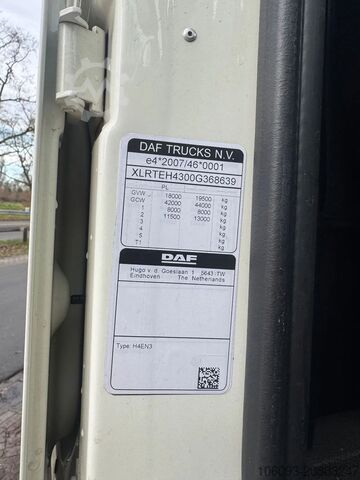 DAF TRUCKS N.V.
e4*2007/46*0001
XLRTEH4300G368639
PL
GVW 18000 19500 kg
GCW 42000 44000 kg
1 8000 8000 kg
2 11500 13000 kg
3 kg
4 kg
5 kg
T1 kg
DAF
Hugo v. d. Goeslaan 1 5643 TW
Eindhoven The Netherlands
Type: H4EN3